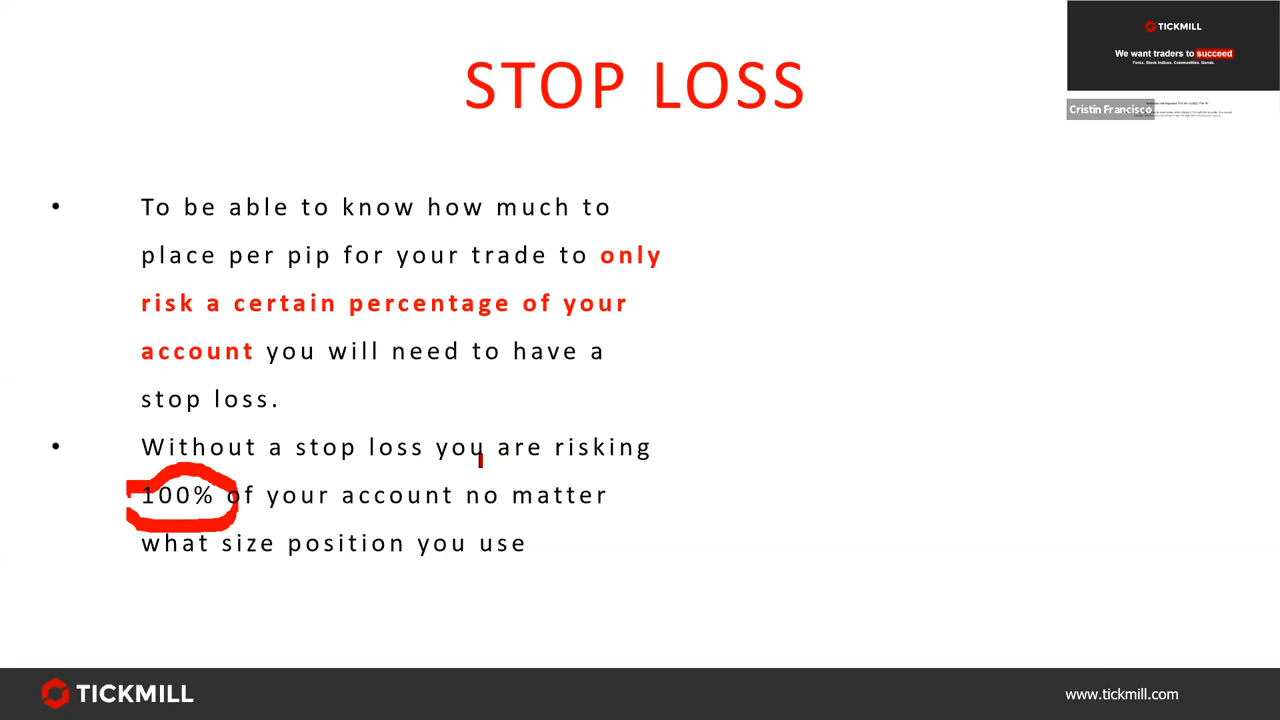 TICKMILL
We want traders to succeed
Forex. Stock Indices. Commodities. Bonds.
Cristin Francisco
STOP LOSS
• To be able to know how much to
place per pip for your trade to only
risk a certain percentage of your
account you will need to have a
stop loss.
• Without a stop loss you are risking
100% of your account no matter
what size position you use
TICKMILL
www.tickmill.com